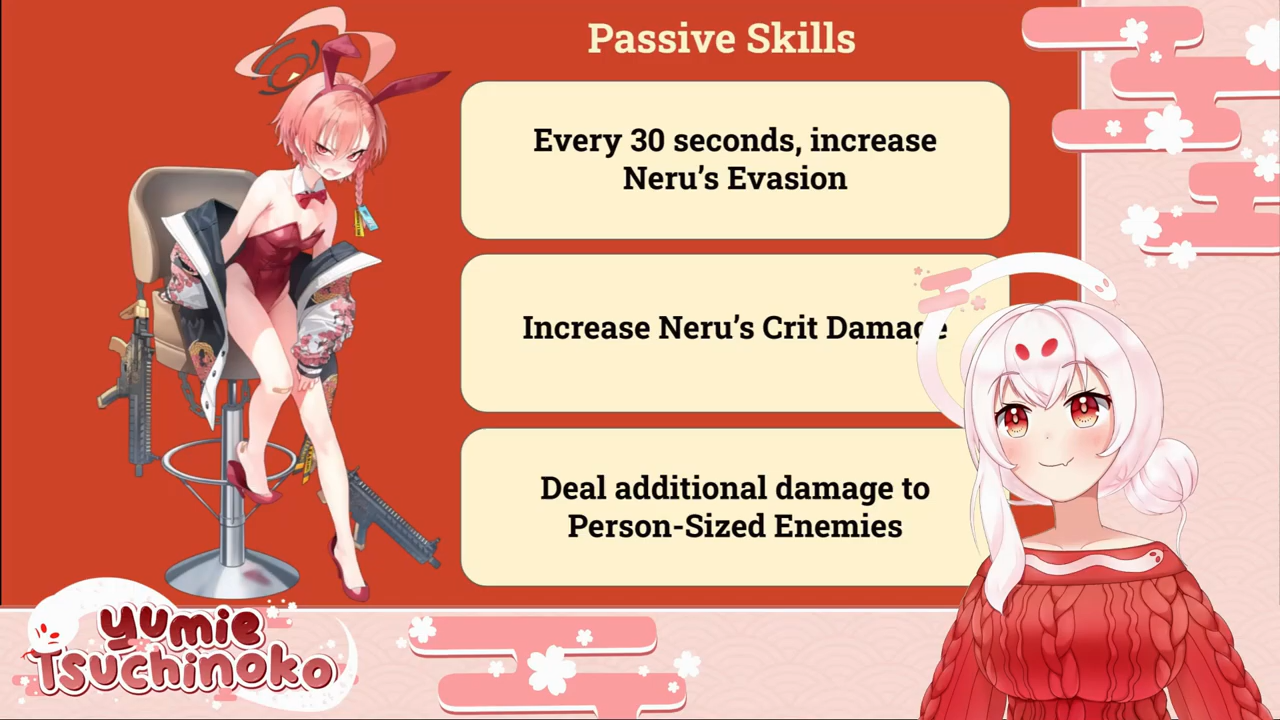 Passive Skills
Every 30 seconds, increase
Neru's Evasion
Increase Neru's Crit Damage
Deal additional damage to
Person-Sized Enemies
yumie
Tsuchinoko